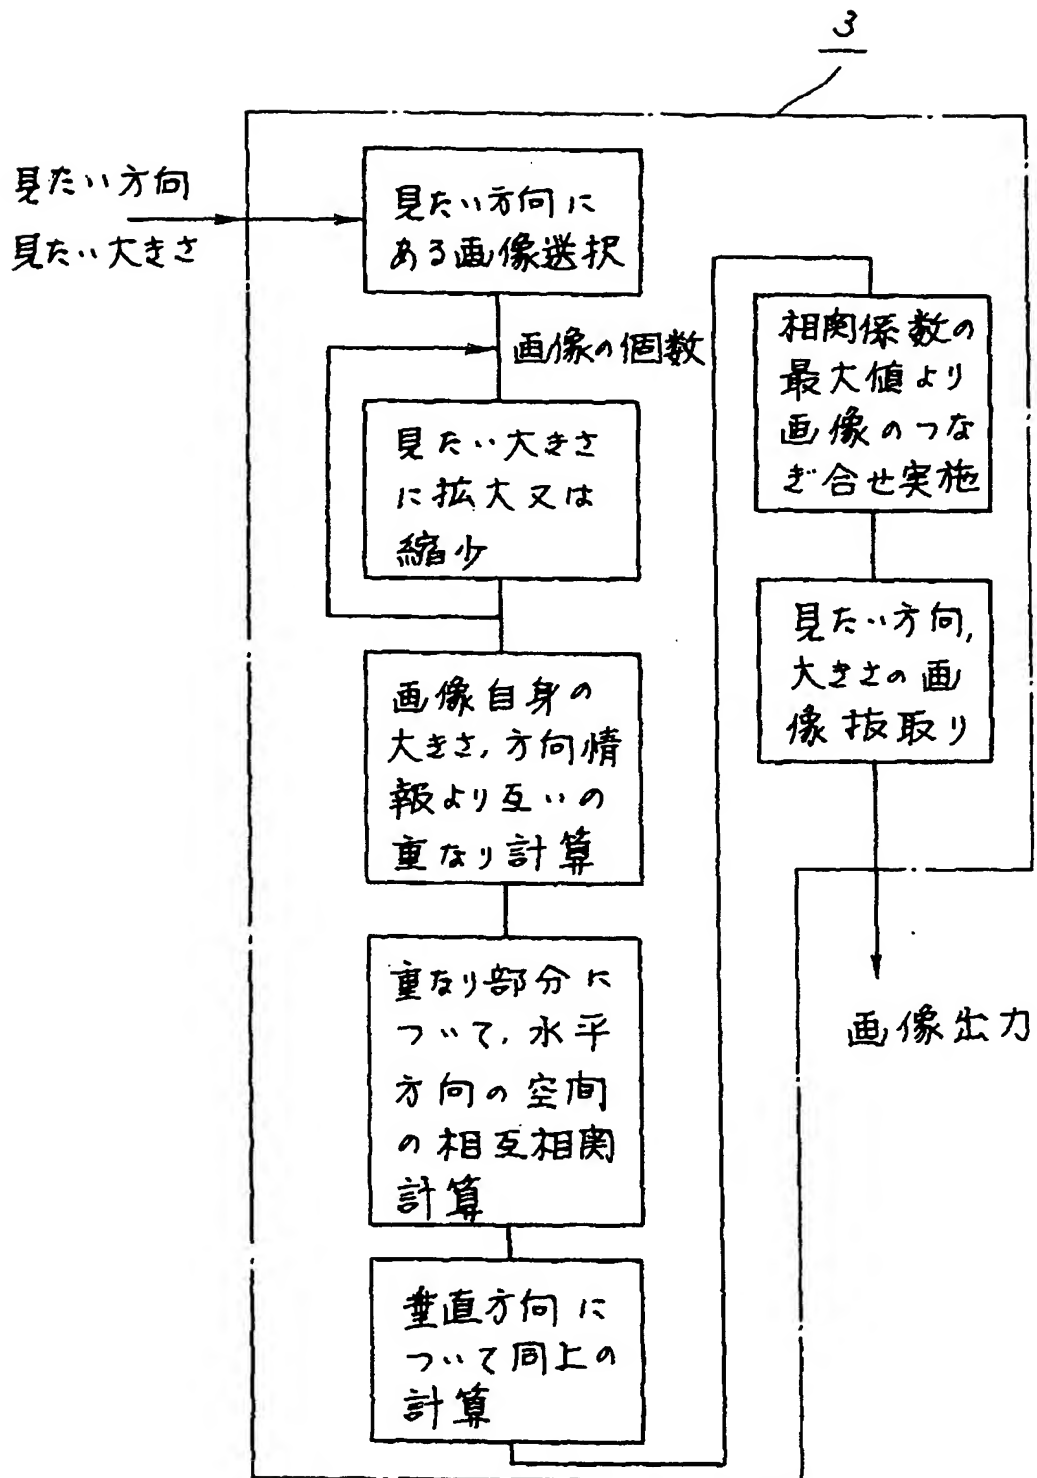 3
見たい方向
見たい大きさ
見たい方向に
ある画像選択
画像の個数
見たい大きさ
に拡大又は
縮少
画像自身の
大きさ,方向情
報より互いの
重なり計算
重なり部分に
ついて,水平
方向の空間
の相互相関
計算
垂直方向に
ついて同上の
計算
相関係数の
最大値より
画像のつな
ぎ合せ実施
見たい方向,
大きさの画
像抜取り
画像出力